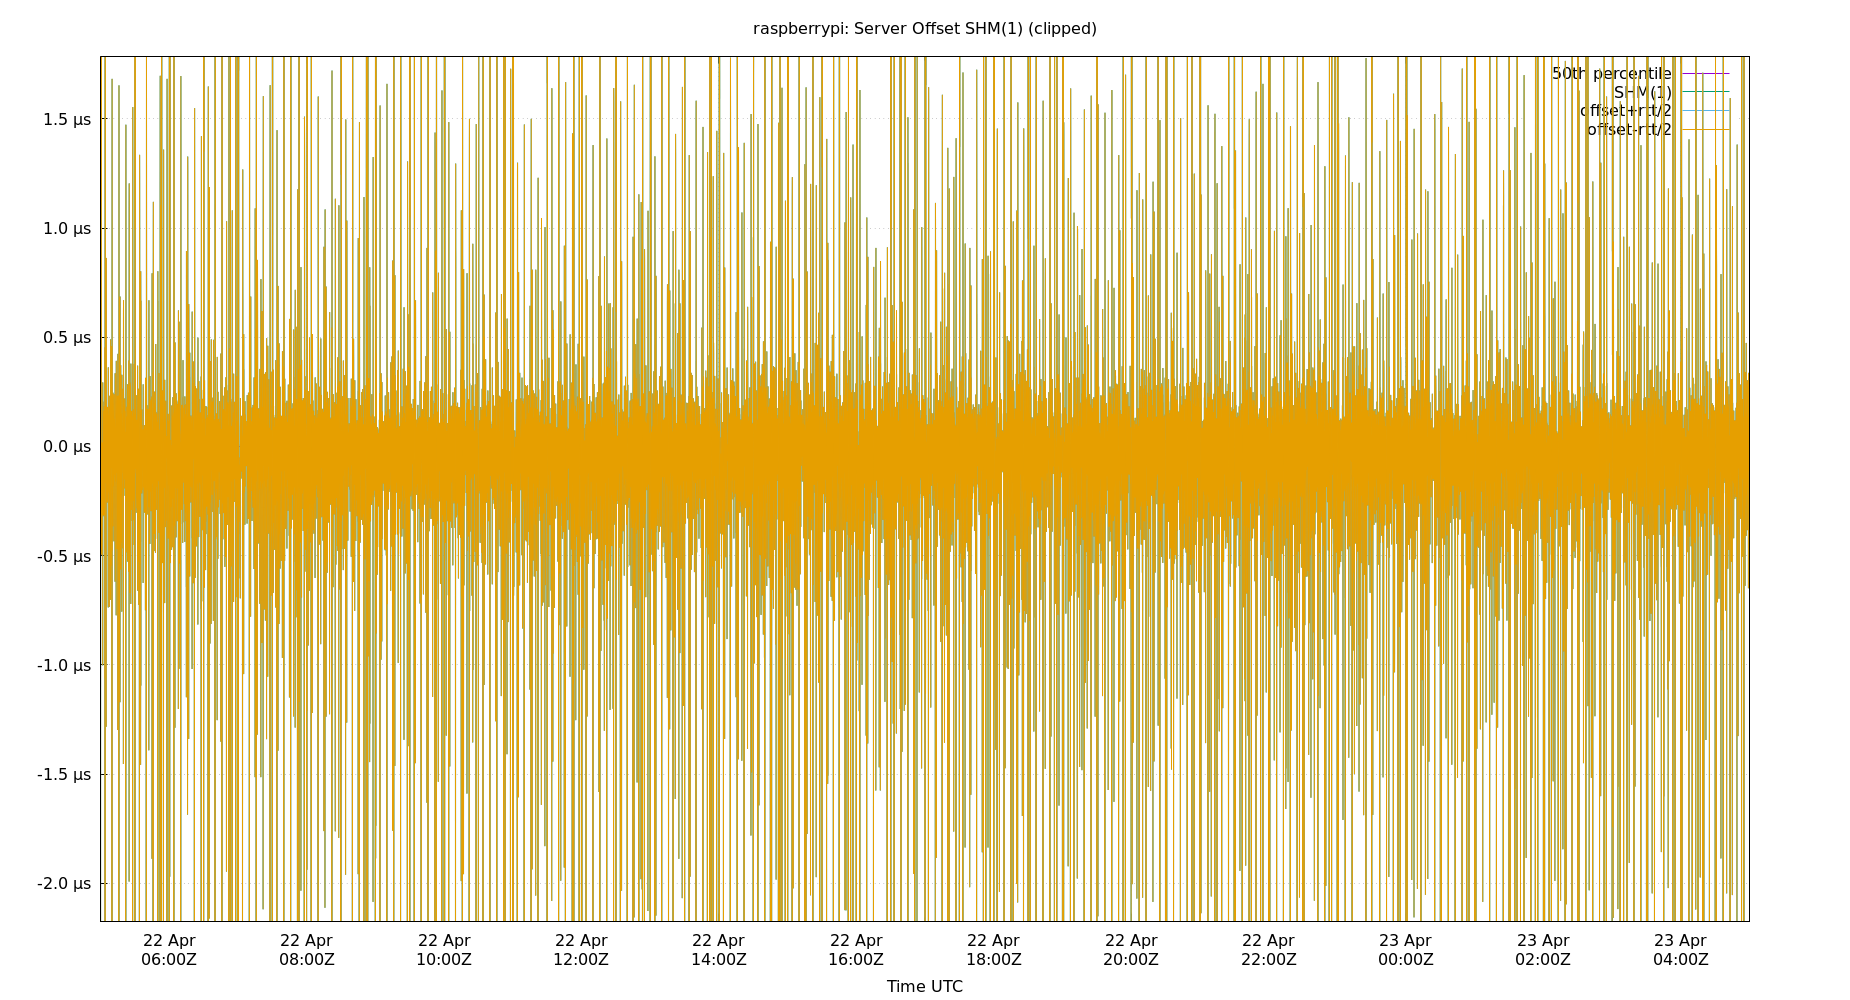 raspberrypi: Server Offset SHM(1) (clipped)
50th percentile
SHM(1)
offset+rtt/2
offset-rtt/2
1.5 µs
1.0 µs
0.5 µs
0.0 µs
-0.5 µs
-1.0 µs
-1.5 µs
-2.0 µs
22 Apr 22 Apr 22 Apr 22 Apr 22 Apr 22 Apr 22 Apr 22 Apr 22 Apr 23 Apr 23 Apr 23 Apr
06:00Z 08:00Z 10:00Z 12:00Z 14:00Z 16:00Z 18:00Z 20:00Z 22:00Z 00:00Z 02:00Z 04:00Z
Time UTC